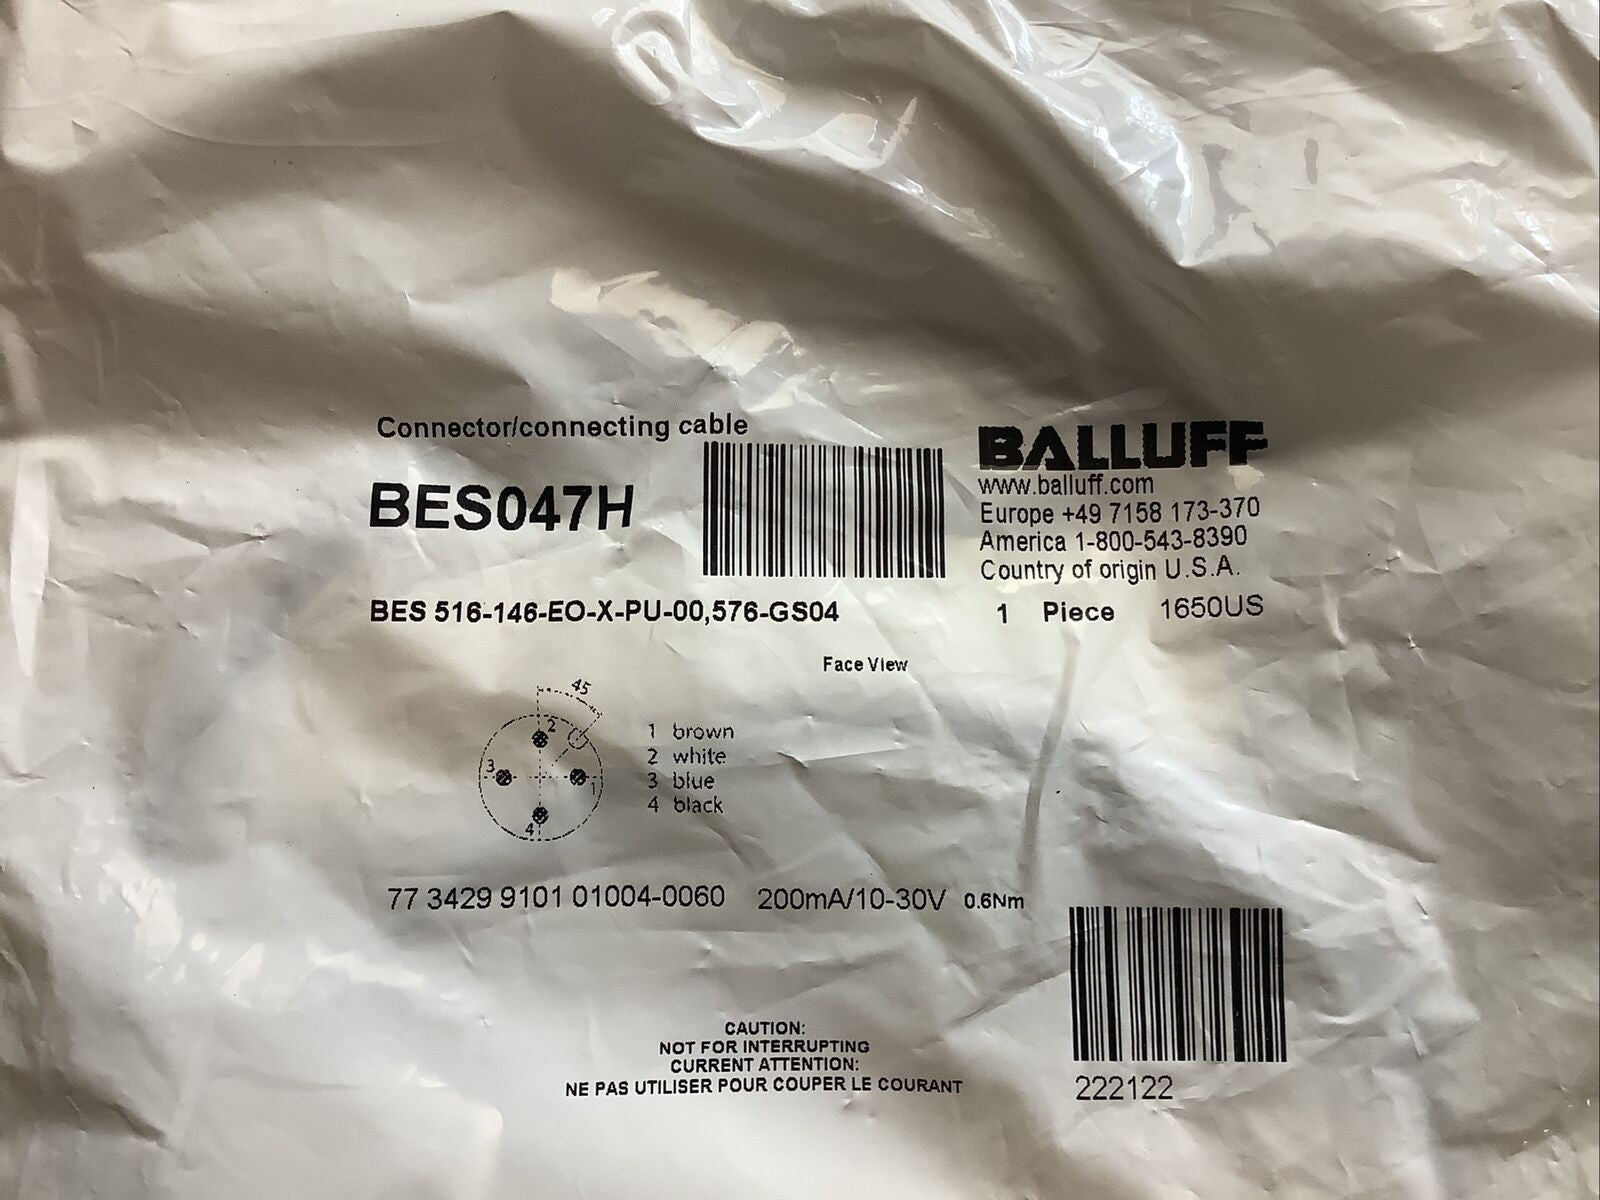 Connector/connecting cable
BES047H
BALLUFF
www.balluff.com
Europe +49 7158 173-370
America 1-800-543-8390
Country of origin U.S.A.
BES 516-146-EO-X-PU-00,576-GS04
1 Piece 1650US
Face View
45
2
3
1
4
1 brown
2 white
3 blue
4 black
77 3429 9101 01004-0060 200mA/10-30V 0.6Nm
CAUTION:
NOT FOR INTERRUPTING
CURRENT ATTENTION:
NE PAS UTILISER POUR COUPER LE COURANT
222122